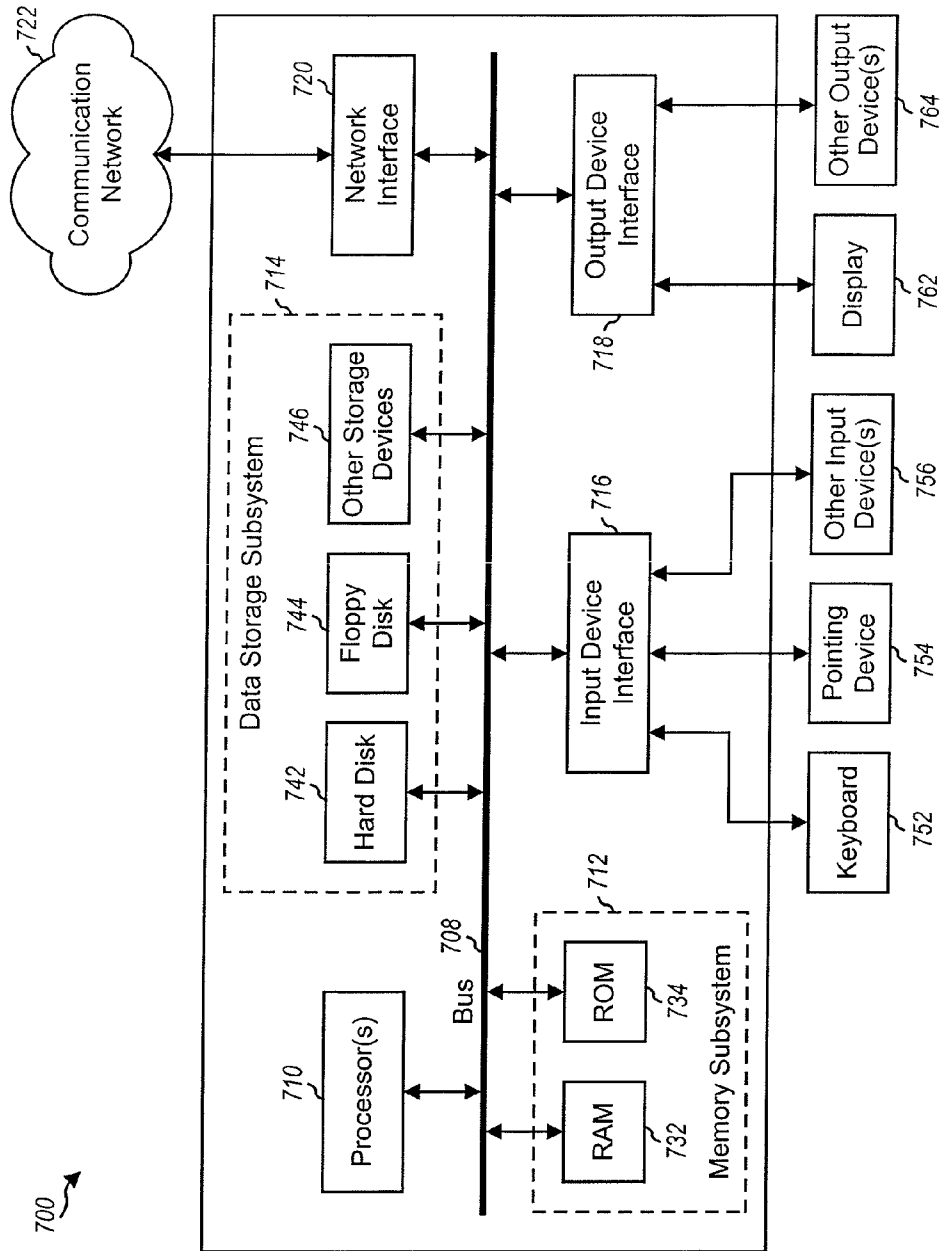 700
722
Communication
Network
714
Data Storage Subsystem
710
Processor(s)
742
Hard Disk
744
Floppy
Disk
746
Other Storage
Devices
720
Network
Interface
Bus
708
712
RAM
732
ROM
734
Memory Subsystem
716
Input Device
Interface
718
Output Device
Interface
Keyboard
752
Pointing
Device
754
Other Input
Device(s)
756
Display
762
Other Output
Device(s)
764